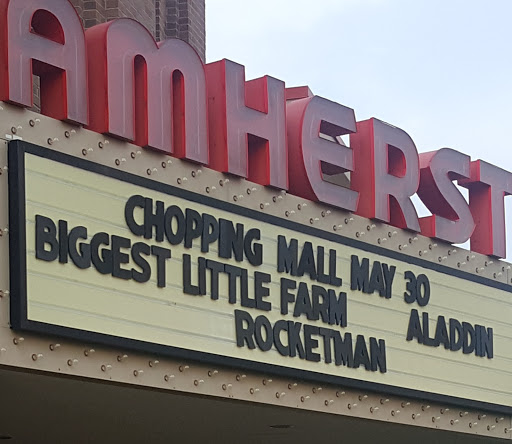 AMHERST
CHOPPING MALL MAY 30
BIGGEST LITTLE FARM ALADDIN
ROCKETMAN